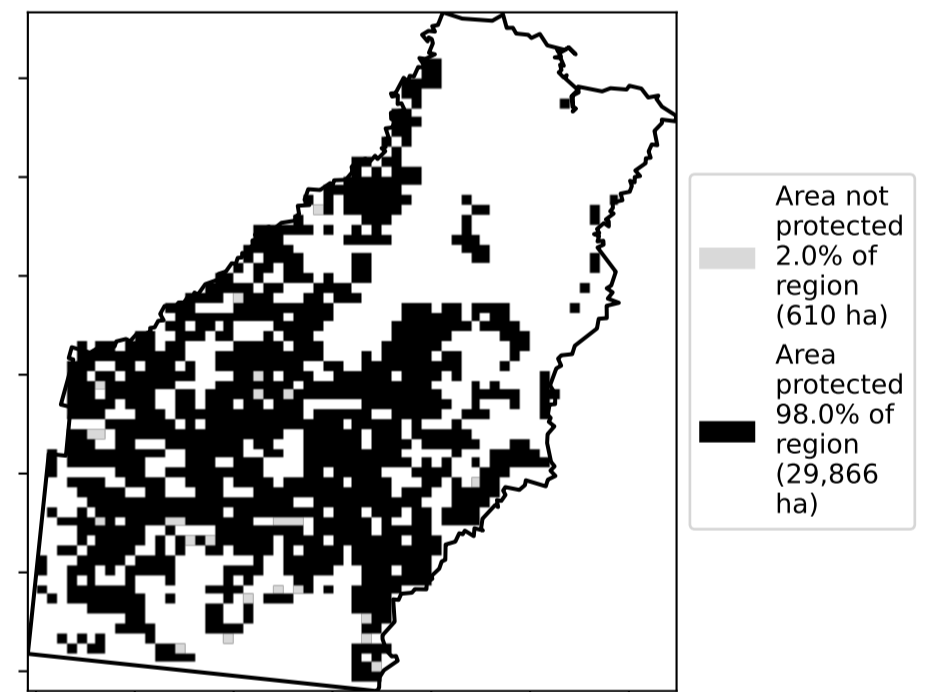 Area not
protected
2.0% of
region
(610 ha)
Area
protected
98.0% of
region
(29,866
ha)